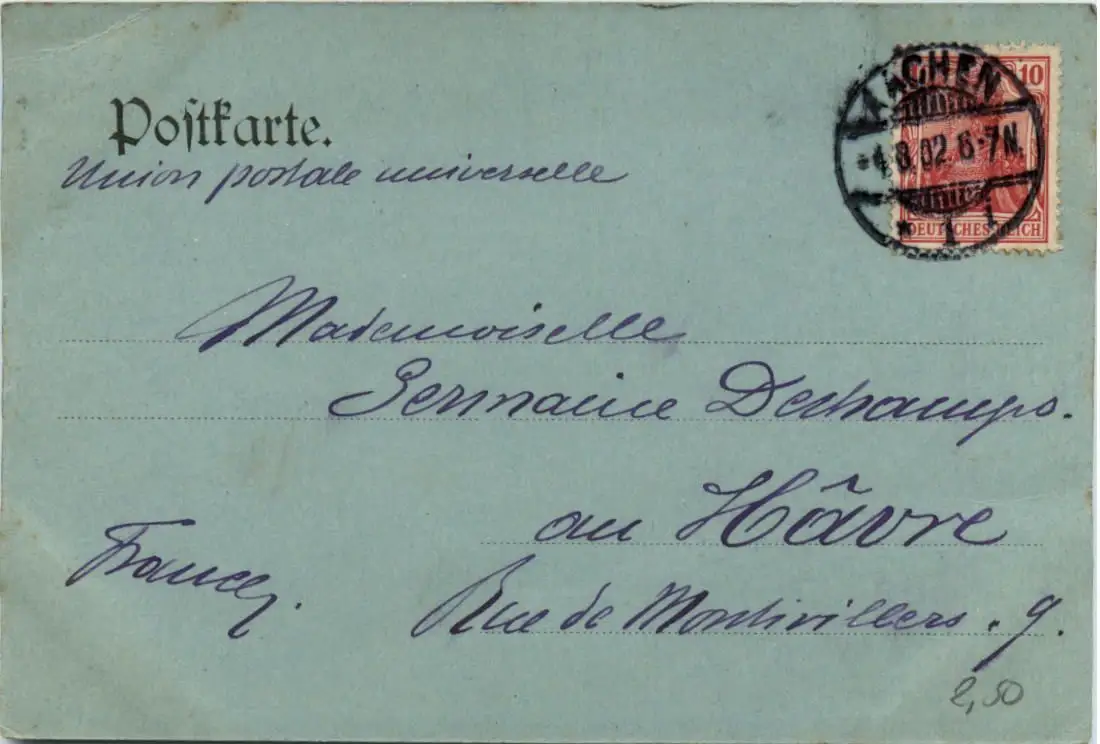 Postkarte.
Union postale universelle
AACHEN
*4.8.02.6-7N.
* 1 i
10
DEUTSCHES REICH
Mademoiselle
Germaine Dechamps.
au Hâvre
France.
Rue de Montivillers. 9.
2,50